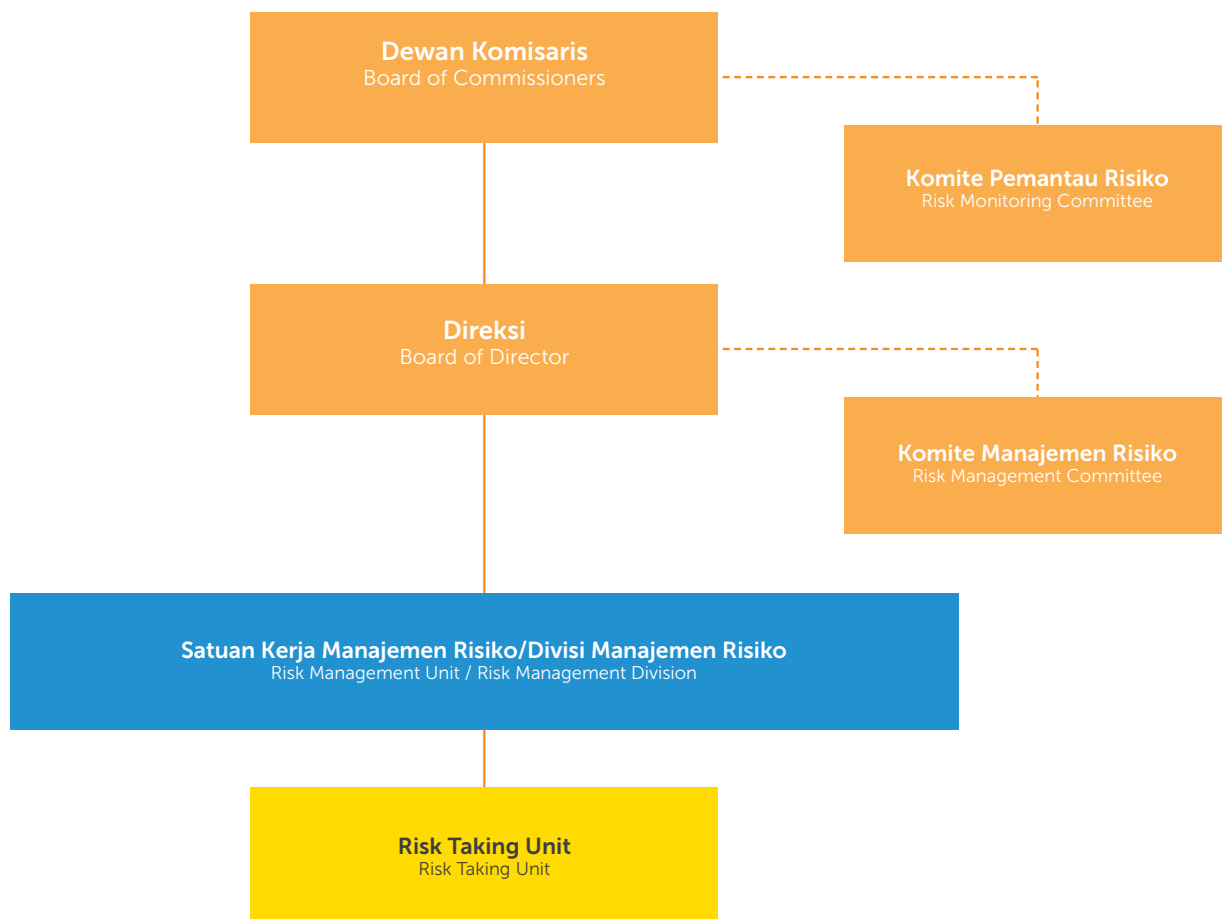 Dewan Komisaris
Board of Commissioners
Komite Pemantau Risiko
Risk Monitoring Committee
Direksi
Board of Director
Komite Manajemen Risiko
Risk Management Committee
Satuan Kerja Manajemen Risiko/Divisi Manajemen Risiko
Risk Management Unit / Risk Management Division
Risk Taking Unit
Risk Taking Unit